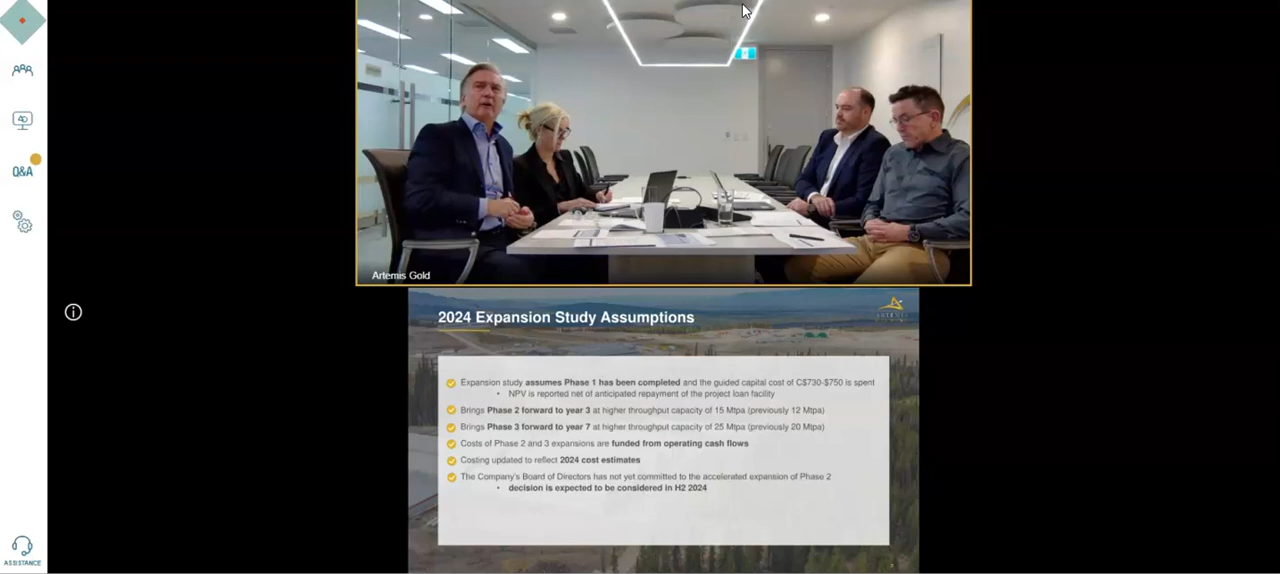 Q&A
ASSISTANCE
Artemis Gold
2024 Expansion Study Assumptions
ARTEMIS
Expansion study assumes Phase 1 has been completed and the guided capital cost of C$730-$750 is spent
• NPV is reported net of anticipated repayment of the project loan facility
Brings Phase 2 forward to year 3 at higher throughput capacity of 15 Mtpa (previously 12 Mtpa)
Brings Phase 3 forward to year 7 at higher throughput capacity of 25 Mtpa (previously 20 Mtpa)
Costs of Phase 2 and 3 expansions are funded from operating cash flows
Costing updated to reflect 2024 cost estimates
The Company's Board of Directors has not yet committed to the accelerated expansion of Phase 2
• decision is expected to be considered in H2 2024